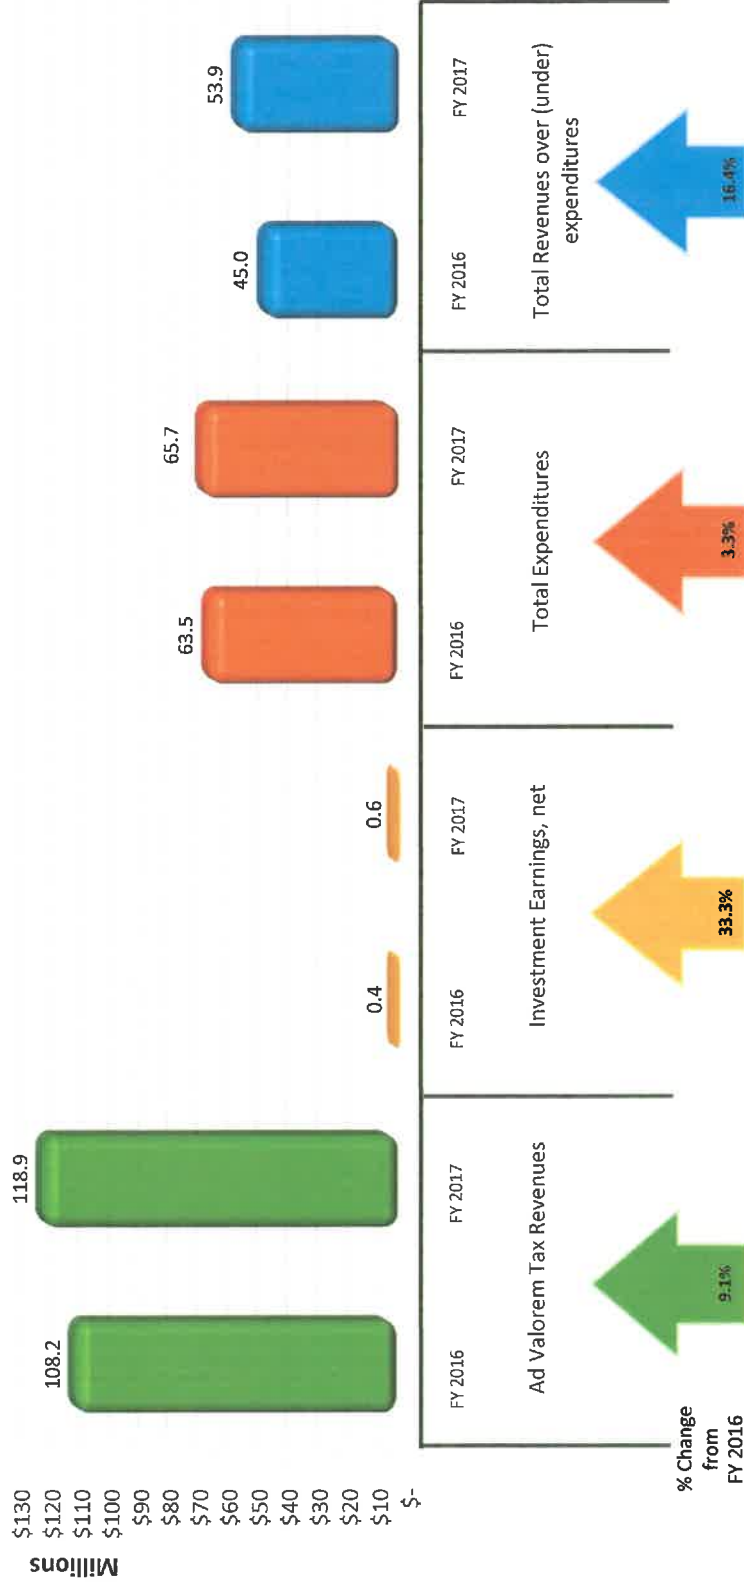 Millions
$130
$120
$110
$100
$90
$80
$70
$60
$50
$40
$30
$20
$10
$-
108.2
118.9
0.4
0.6
63.5
65.7
45.0
53.9
FY 2016
FY 2017
FY 2016
FY 2017
FY 2016
FY 2017
FY 2016
FY 2017
Ad Valorem Tax Revenues
Investment Earnings, net
Total Expenditures
Total Revenues over (under)
expenditures
% Change
from
FY 2016
9.1%
33.3%
3.3%
16.4%